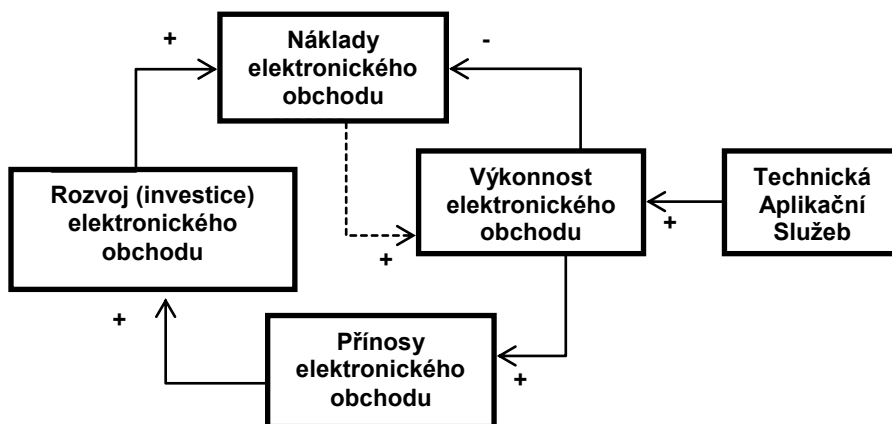 +
Náklady
elektronického
obchodu
-
Rozvoj (investice)
elektronického
obchodu
Výkonnost
elektronického
obchodu
+
Technická
Aplikační
Služeb
+
+
Přínosy
elektronického
obchodu
+